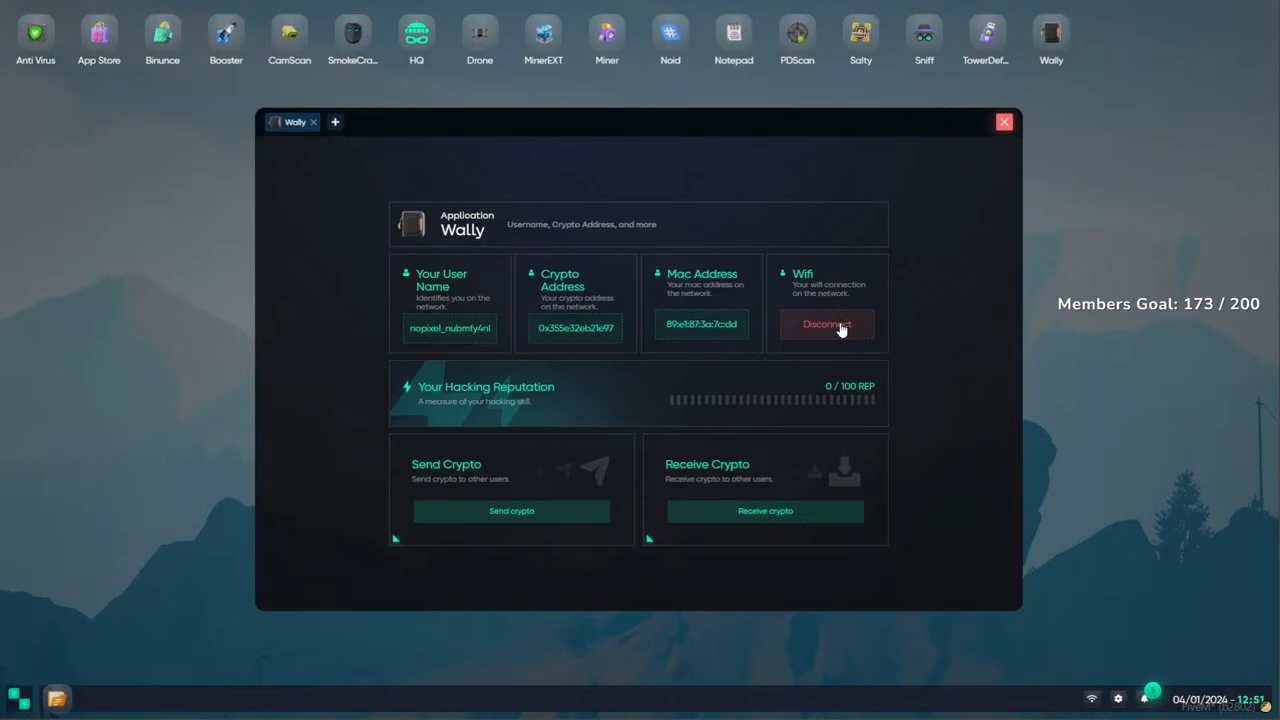 Anti Virus
App Store
Binunce
Booster
CamScan
SmokeCra...
HQ
Drone
MinerEXT
Miner
Noid
Notepad
PDScan
Salty
Sniff
TowerDef...
Wally
Wally
Application
Wally
Username, Crypto Address, and more
Your User
Name
Identifies you on the
network.
nopixel_nubmfy4nl
Crypto
Address
Your crypto address
on the network.
0x355e32eb21e97
Mac Address
Your mac address on
the network.
89:e1:87:3a:7c:dd
Wifi
Your wifi connection
on the network.
Disconnect
Members Goal: 173 / 200
Your Hacking Reputation
A measure of your hacking skill.
0 / 100 REP
Send Crypto
Send crypto to other users.
Send crypto
Receive Crypto
Receive crypto to other users.
Receive crypto
5
04/01/2024 - 12:51
FiveM® (b2802)